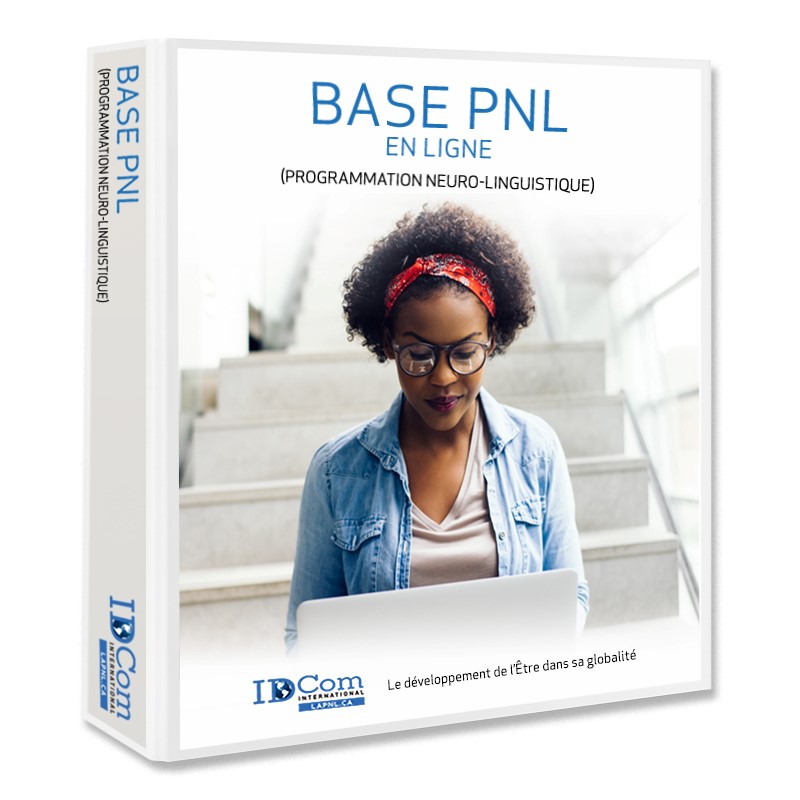 BASE PNL
EN LIGNE
(PROGRAMMATION NEURO-LINGUISTIQUE)
IDCom
INTERNATIONAL
LAPNL.CA
Le développement de l'Être dans sa globalité
BASE PNL
(PROGRAMMATION NEURO-LINGUISTIQUE)
IDCom
INTERNATIONAL
LAPNL.CA